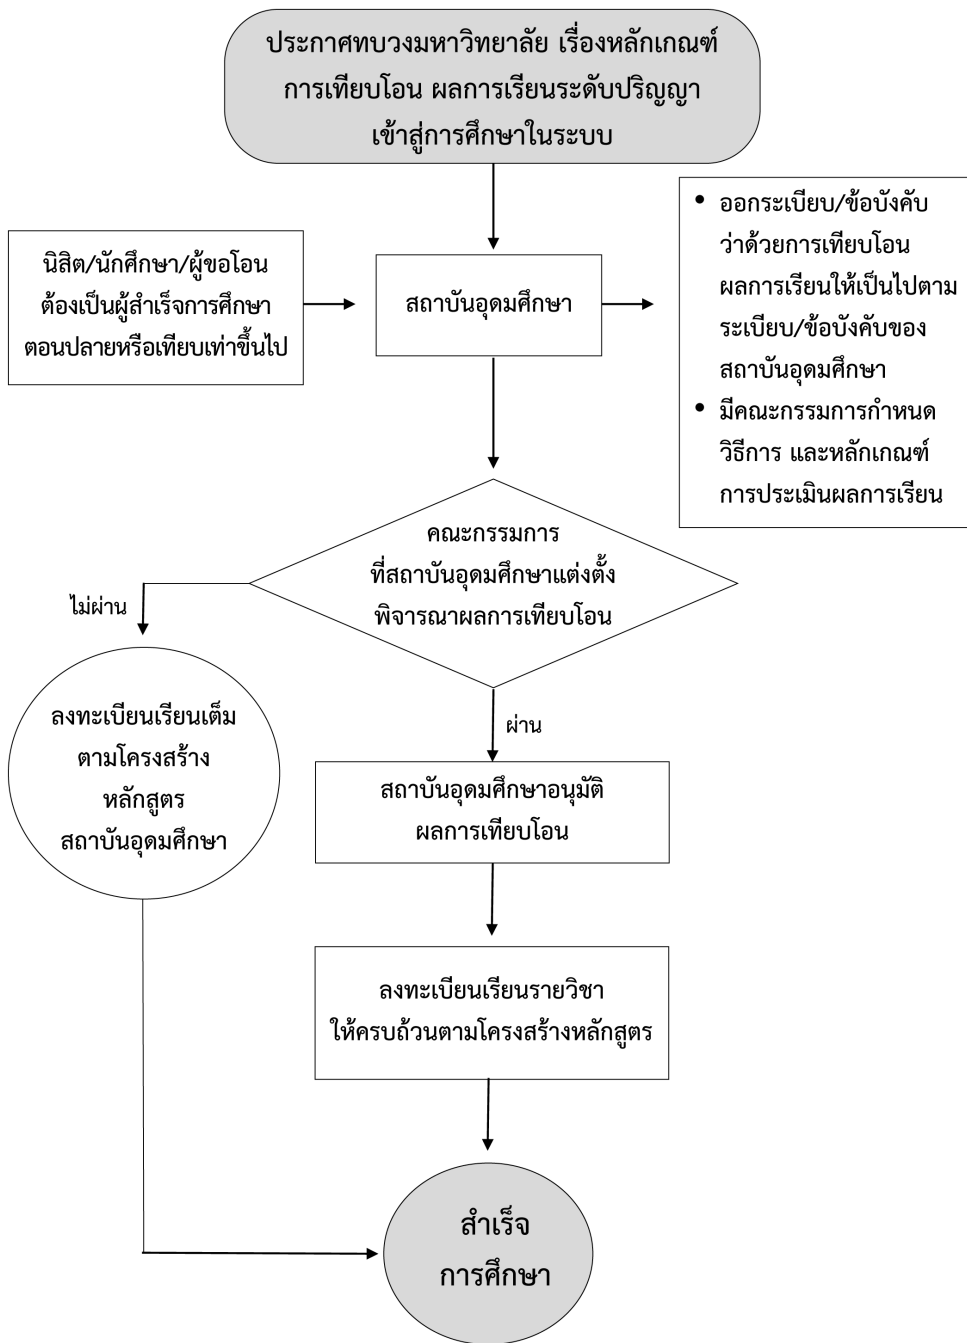 ประกาศทบวงมหาวิทยาลัย เรื่องหลักเกณฑ์
การเทียบโอน ผลการเรียนระดับปริญญา
เข้าสู่การศึกษาในระบบ
นิสิต/นักศึกษา/ผู้ขอโอน
ต้องเป็นผู้สำเร็จการศึกษา
ตอนปลายหรือเทียบเท่าขึ้นไป
สถาบันอุดมศึกษา
• ออกระเบียบ/ข้อบังคับ
ว่าด้วยการเทียบโอน
ผลการเรียนให้เป็นไปตาม
ระเบียบ/ข้อบังคับของ
สถาบันอุดมศึกษา
• มีคณะกรรมการกำหนด
วิธีการ และหลักเกณฑ์
การประเมินผลการเรียน
คณะกรรมการ
ที่สถาบันอุดมศึกษาแต่งตั้ง
พิจารณาผลการเทียบโอน
ไม่ผ่าน
ลงทะเบียนเรียนเต็ม
ตามโครงสร้าง
หลักสูตร
สถาบันอุดมศึกษา
ผ่าน
สถาบันอุดมศึกษาอนุมัติ
ผลการเทียบโอน
ลงทะเบียนเรียนรายวิชา
ให้ครบถ้วนตามโครงสร้างหลักสูตร
สำเร็จ
การศึกษา